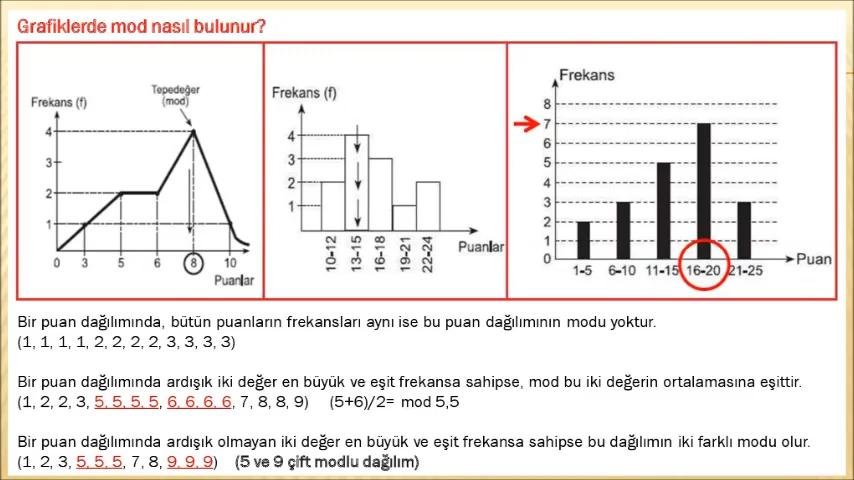 Grafiklerde mod nasıl bulunur?
Frekans (f)
Tepedeğer
(mod)
4
3
2
1
0 3 5 6 8 10
Puanlar
Frekans (f)
4
3
2
1
10-12 13-15 16-18 19-21 22-24
Puanlar
Frekans
8
7
6
5
4
3
2
1
0
1-5 6-10 11-15 16-20 21-25
Puan
Bir puan dağılımında, bütün puanların frekansları aynı ise bu puan dağılımının modu yoktur.
(1, 1, 1, 1, 2, 2, 2, 2, 3, 3, 3, 3)
Bir puan dağılımında ardışık iki değer en büyük ve eşit frekansa sahipse, mod bu iki değerin ortalamasına eşittir.
(1, 2, 2, 3, 5, 5, 5, 5, 6, 6, 6, 6, 7, 8, 8, 9) (5+6)/2= mod 5,5
Bir puan dağılımında ardışık olmayan iki değer en büyük ve eşit frekansa sahipse bu dağılımın iki farklı modu olur.
(1, 2, 3, 5, 5, 5, 7, 8, 9, 9, 9) (5 ve 9 çift modlu dağılım)